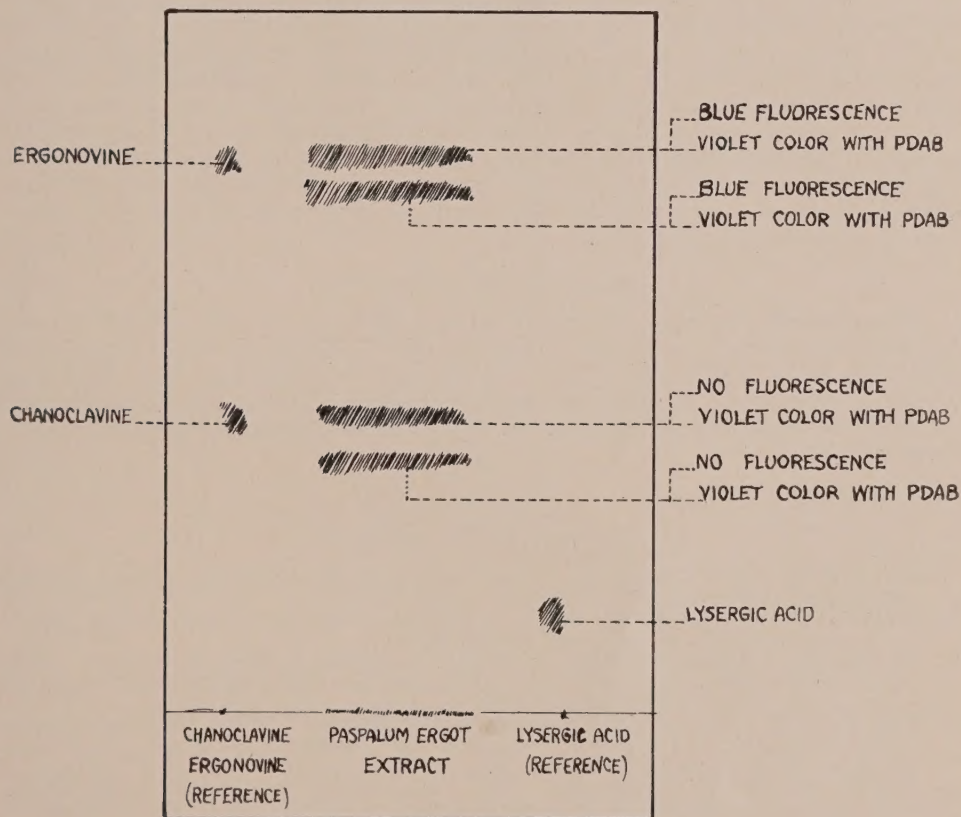 ERGONOVINE
BLUE FLUORESCENCE
VIOLET COLOR WITH PDAB
BLUE FLUORESCENCE
VIOLET COLOR WITH PDAB
CHANOCLAVINE
NO FLUORESCENCE
VIOLET COLOR WITH PDAB
NO FLUORESCENCE
VIOLET COLOR WITH PDAB
LYSERGIC ACID
CHANOCLAVINE
ERGONOVINE
(REFERENCE)
PASPALUM ERGOT
EXTRACT
LYSERGIC ACID
(REFERENCE)